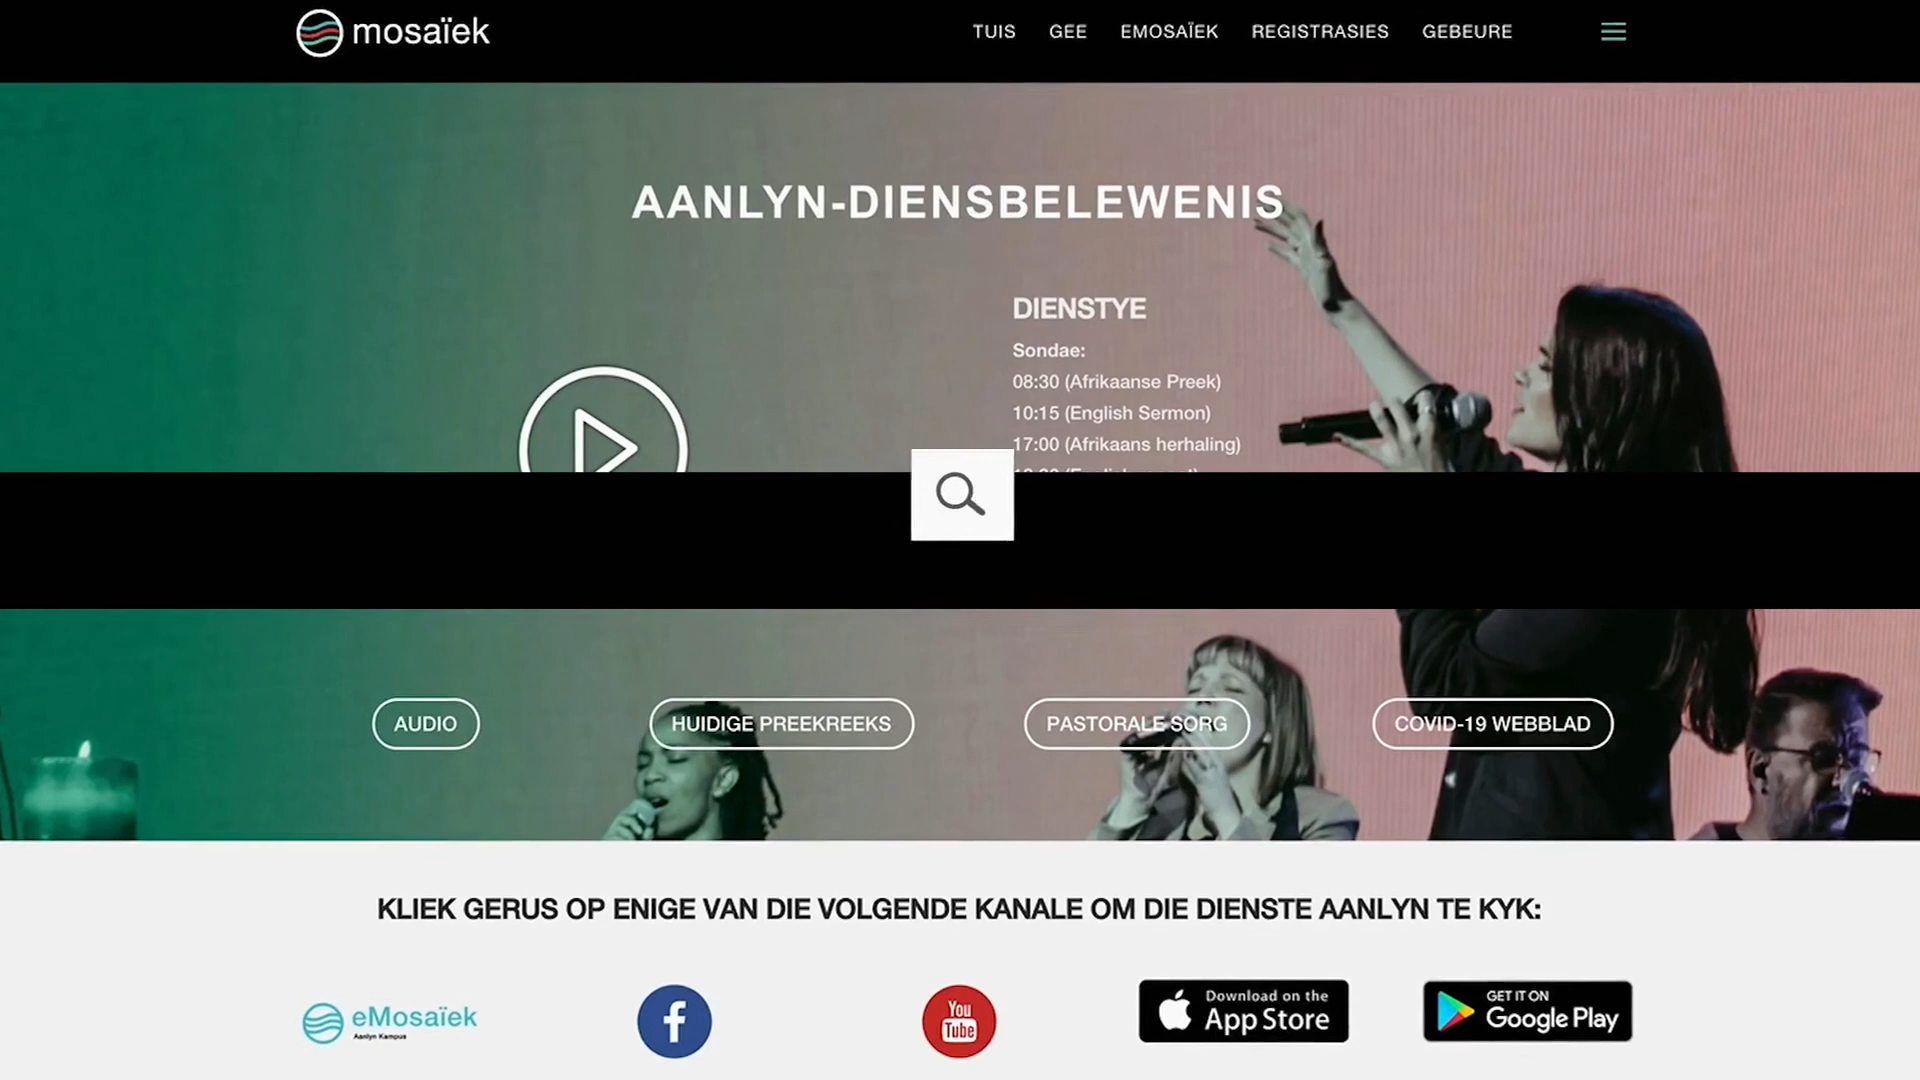 mosaïek
TUIS GEE EMOSAÏEK REGISTRASIES GEBEURE
AANLYN-DIENSBELEWENIS
DIENSTYE
Sondae:
08:30 (Afrikaanse Preek)
10:15 (English Sermon)
17:00 (Afrikaans herhaling)
AUDIO HUIDIGE PREEKREEKS PASTORALE SORG COVID-19 WEBBLAD
KLIEK GERUS OP ENIGE VAN DIE VOLGENDE KANALE OM DIE DIENSTE AANLYN TE KYK:
eMosaïek
Aanlyn Kampus
f
You
Tube
Download on the
App Store
GET IT ON
Google Play